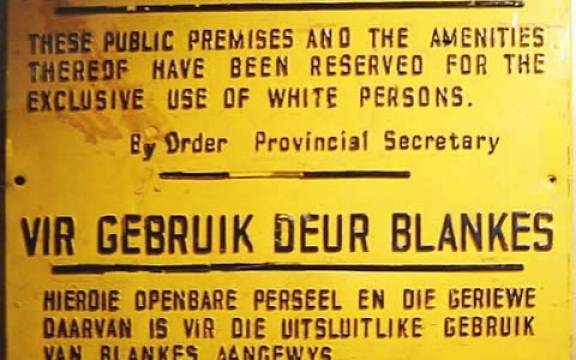 THESE PUBLIC PREMISES AND THE AMENITIES
THEREOF HAVE BEEN RESERVED FOR THE
EXCLUSIVE USE OF WHITE PERSONS.
By Order Provincial Secretary
VIR GEBRUIK DEUR BLANKES
HIERDIE OPENBARE PERSEEL EN DIE GERIEWE
DAARVAN IS VIR DIE UITSLUITLIKE GEBRUIK
VAN BLANKES AANGEWYS.